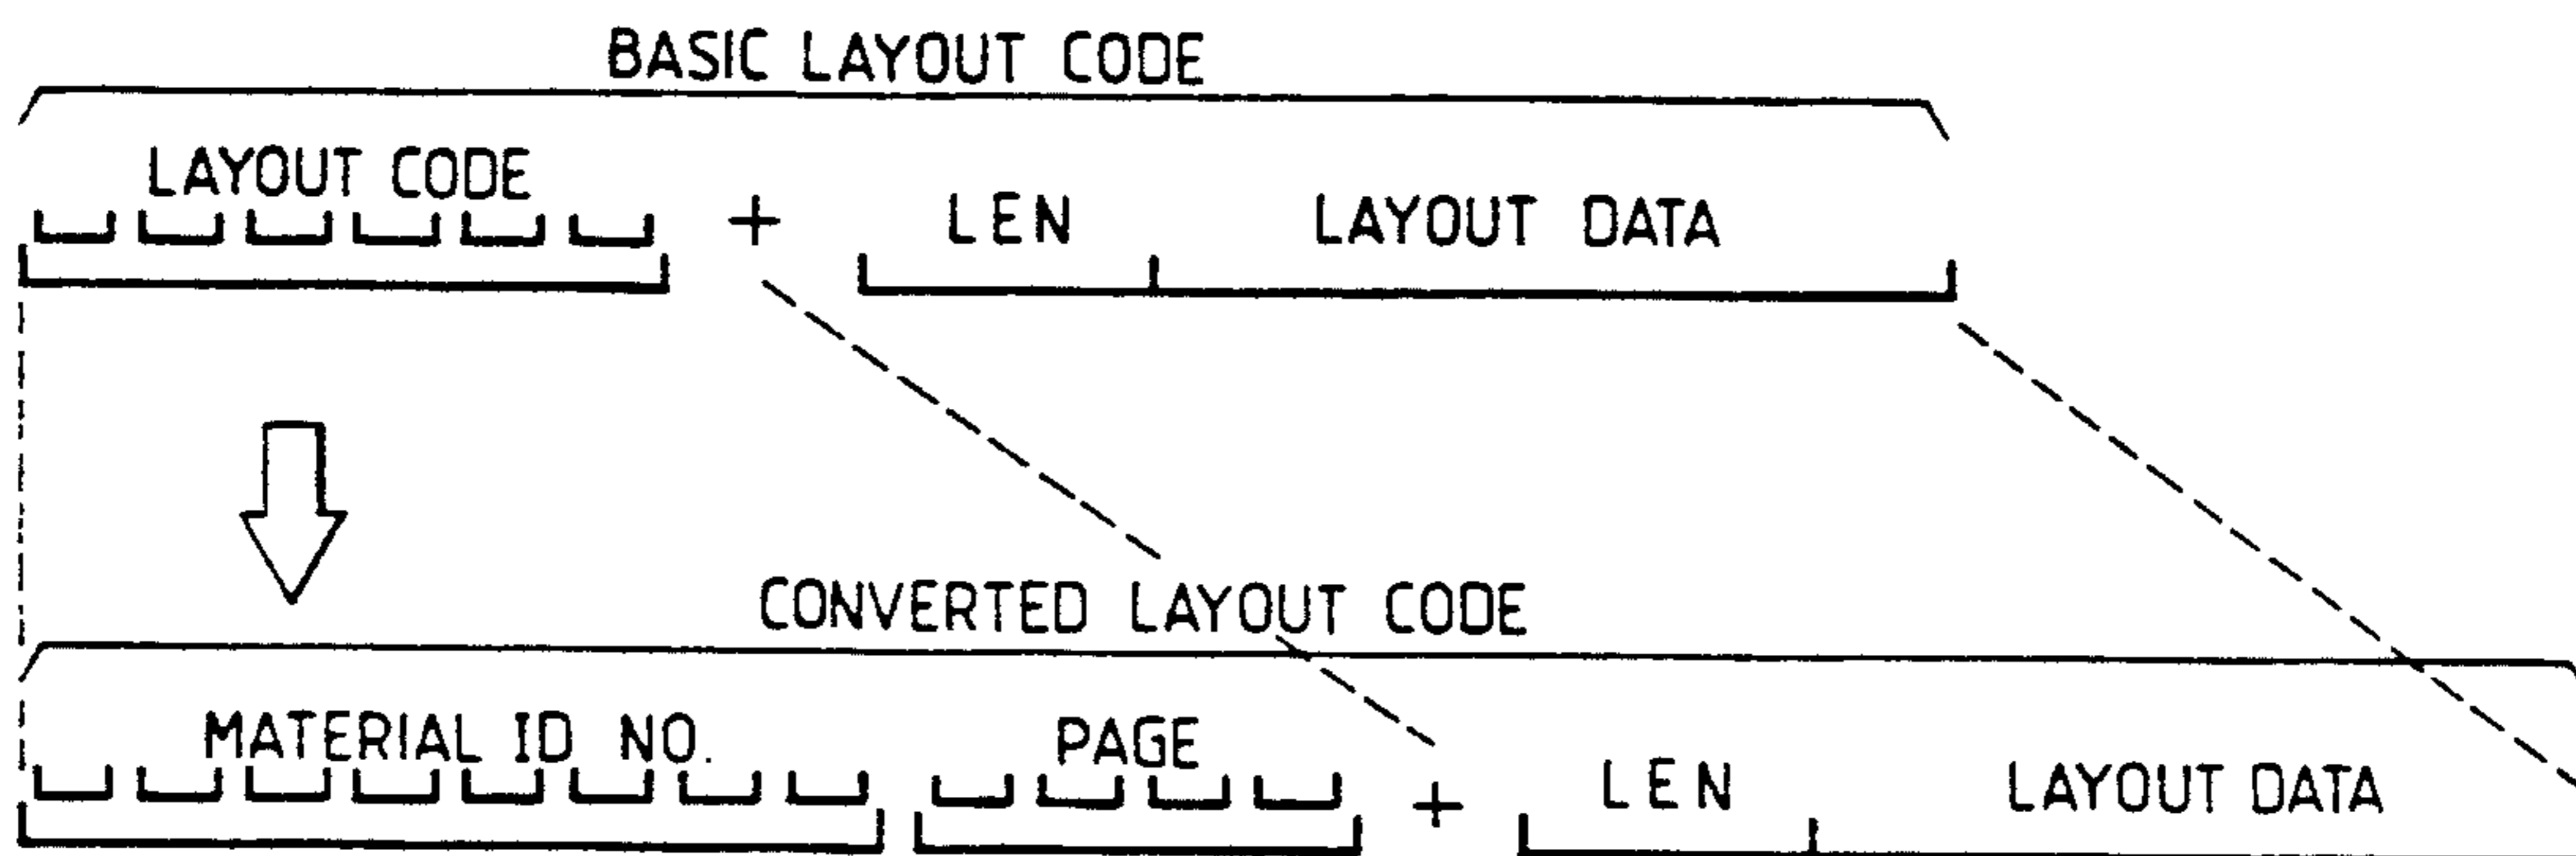 BASIC LAYOUT CODE
LAYOUT CODE + LEN LAYOUT DATA
CONVERTED LAYOUT CODE
MATERIAL ID NO. PAGE + LEN LAYOUT DATA